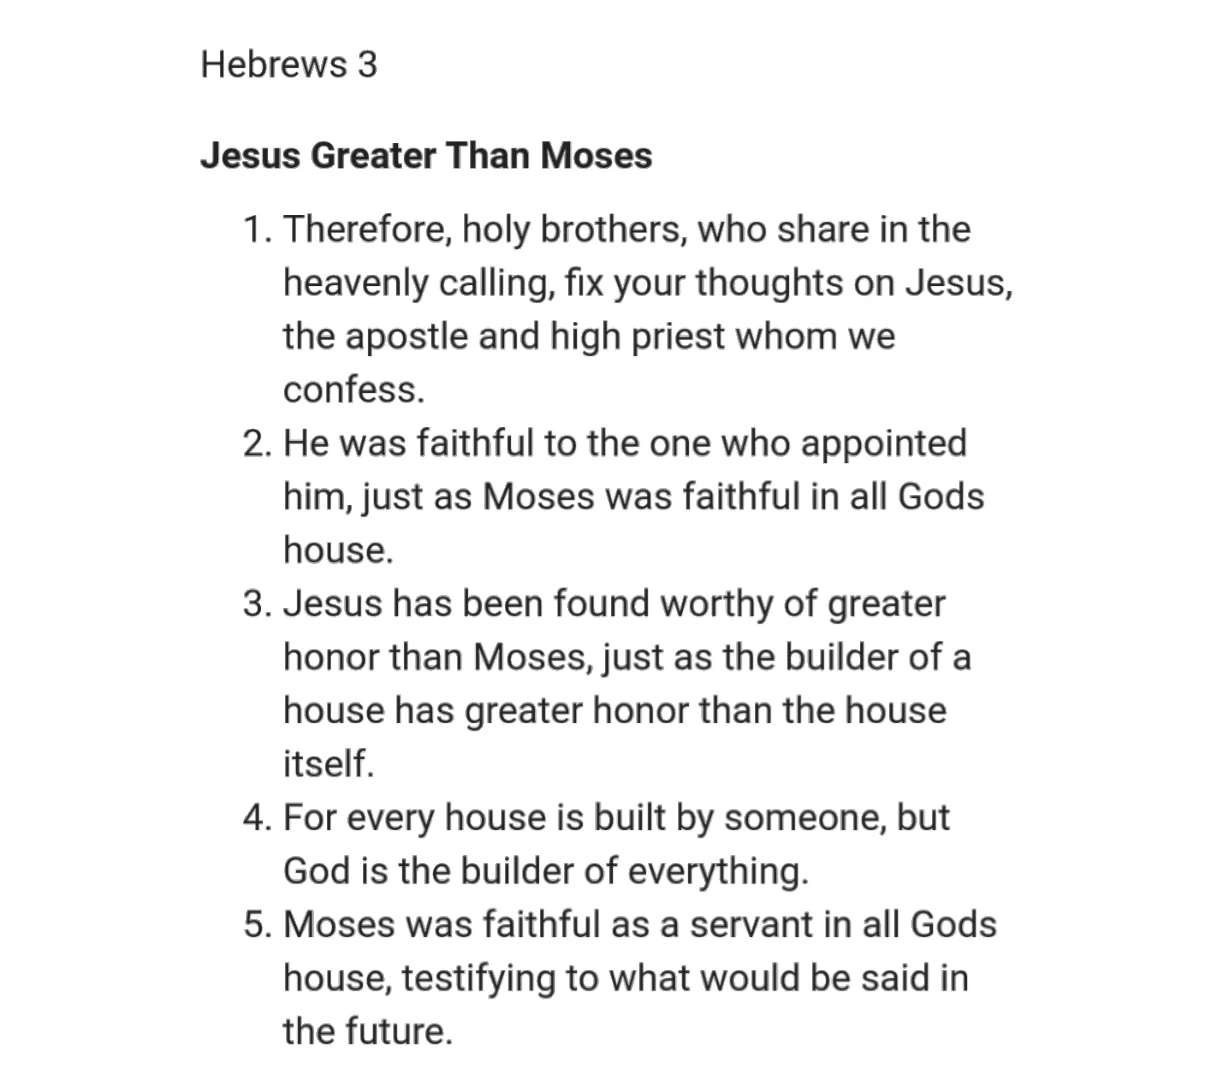 Hebrews 3
Jesus Greater Than Moses
1. Therefore, holy brothers, who share in the
heavenly calling, fix your thoughts on Jesus,
the apostle and high priest whom we
confess.
2. He was faithful to the one who appointed
him, just as Moses was faithful in all Gods
house.
3. Jesus has been found worthy of greater
honor than Moses, just as the builder of a
house has greater honor than the house
itself.
4. For every house is built by someone, but
God is the builder of everything.
5. Moses was faithful as a servant in all Gods
house, testifying to what would be said in
the future.